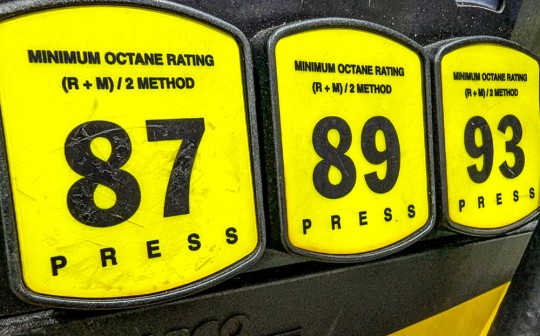 MINIMUM OCTANE RATING
(R + M) / 2 METHOD
87
PRESS
MINIMUM OCTANE RATING
(R + M) / 2 METHOD
89
PRESS
MINIMUM OCTANE RATING
(R + M) / 2 METHOD
93
PRESS